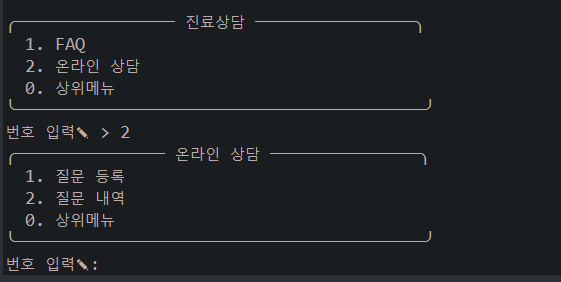 진료상담
1. FAQ
2. 온라인 상담
0. 상위메뉴
번호 입력✏️ > 2
온라인 상담
1. 질문 등록
2. 질문 내역
0. 상위메뉴
번호 입력✏️: